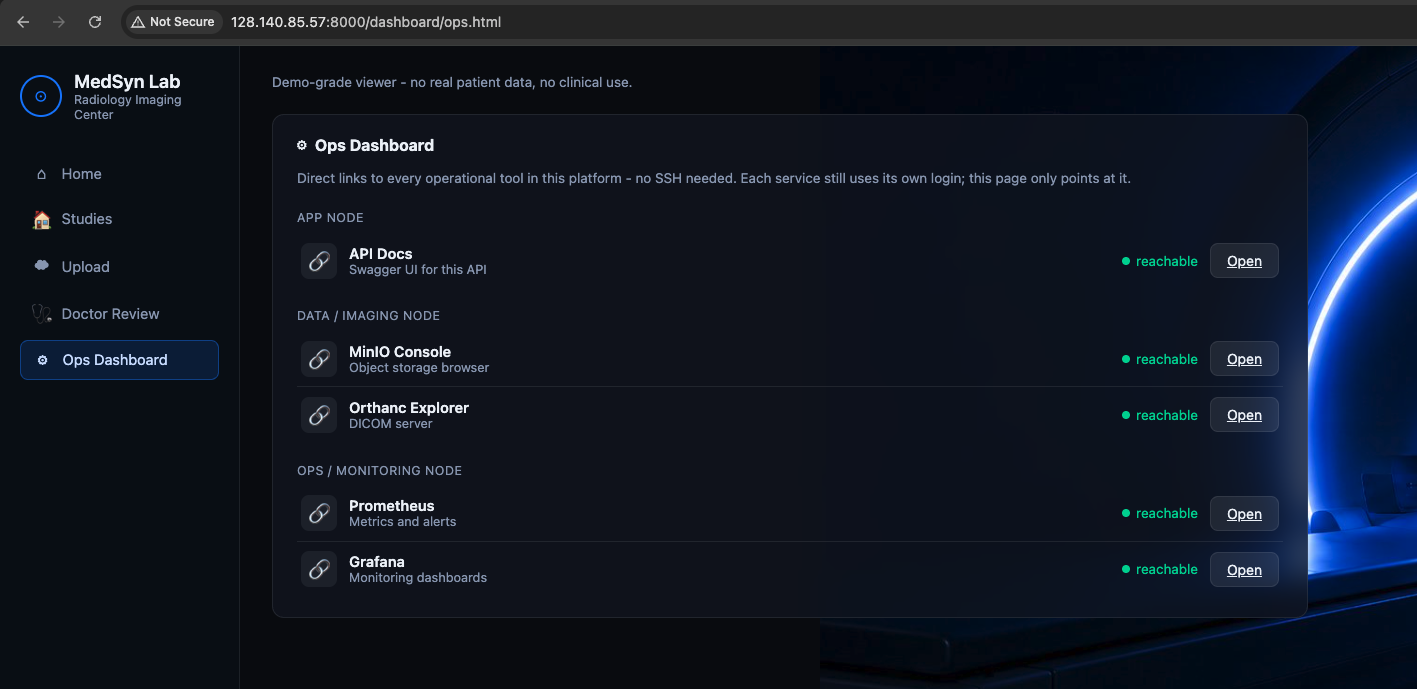 Not Secure 128.140.85.57:8000/dashboard/ops.html
MedSyn Lab
Radiology Imaging
Center
Home
Studies
Upload
Doctor Review
Ops Dashboard
Demo-grade viewer - no real patient data, no clinical use.
Ops Dashboard
Direct links to every operational tool in this platform - no SSH needed. Each service still uses its own login; this page only points at it.
APP NODE
API Docs
Swagger UI for this API
reachable Open
DATA / IMAGING NODE
MinIO Console
Object storage browser
reachable Open
Orthanc Explorer
DICOM server
reachable Open
OPS / MONITORING NODE
Prometheus
Metrics and alerts
reachable Open
Grafana
Monitoring dashboards
reachable Open